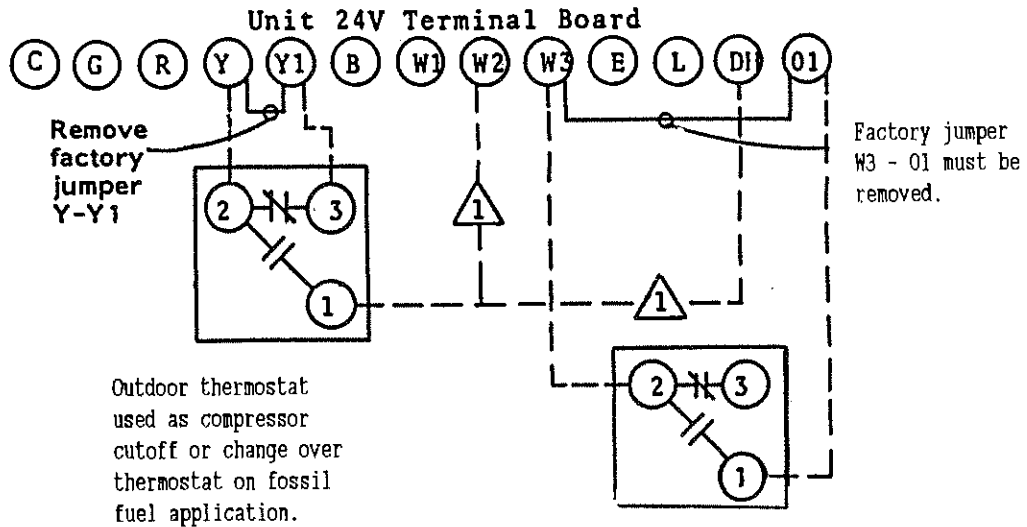 Unit 24V Terminal Board
C G R Y Y1 B W1 W2 W3 E L DH O1
Remove
factory
jumper
Y-Y1
Factory jumper
W3 - O1 must be
removed.
2 3
1
1
1
2 3
1
Outdoor thermostat
used as compressor
cutoff or change over
thermostat on fossil
fuel application.